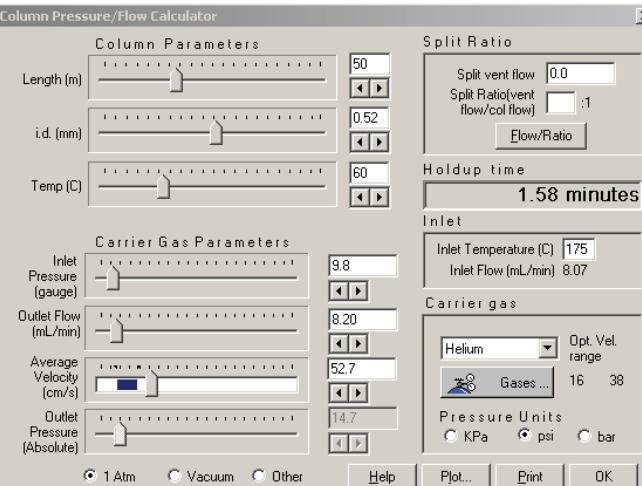 Column Pressure/Flow Calculator
Column Parameters
Length (m)
50
i.d. (mm)
0.52
Temp (C)
60
Carrier Gas Parameters
Inlet
Pressure
(gauge)
9.8
Outlet Flow
(mL/min)
8.20
Average
Velocity
(cm/s)
52.7
Outlet
Pressure
(Absolute)
14.7
1 Atm
Vacuum
Other
Split Ratio
Split vent flow
0.0
Split Ratio(vent
flow/col flow)
:1
Flow/Ratio
Holdup time
1.58 minutes
Inlet
Inlet Temperature (C)
175
Inlet Flow (mL/min) 8.07
Carrier gas
Helium
Opt. Vel.
range
Gases ...
16 38
Pressure Units
KPa
psi
bar
Help
Plot...
Print
OK